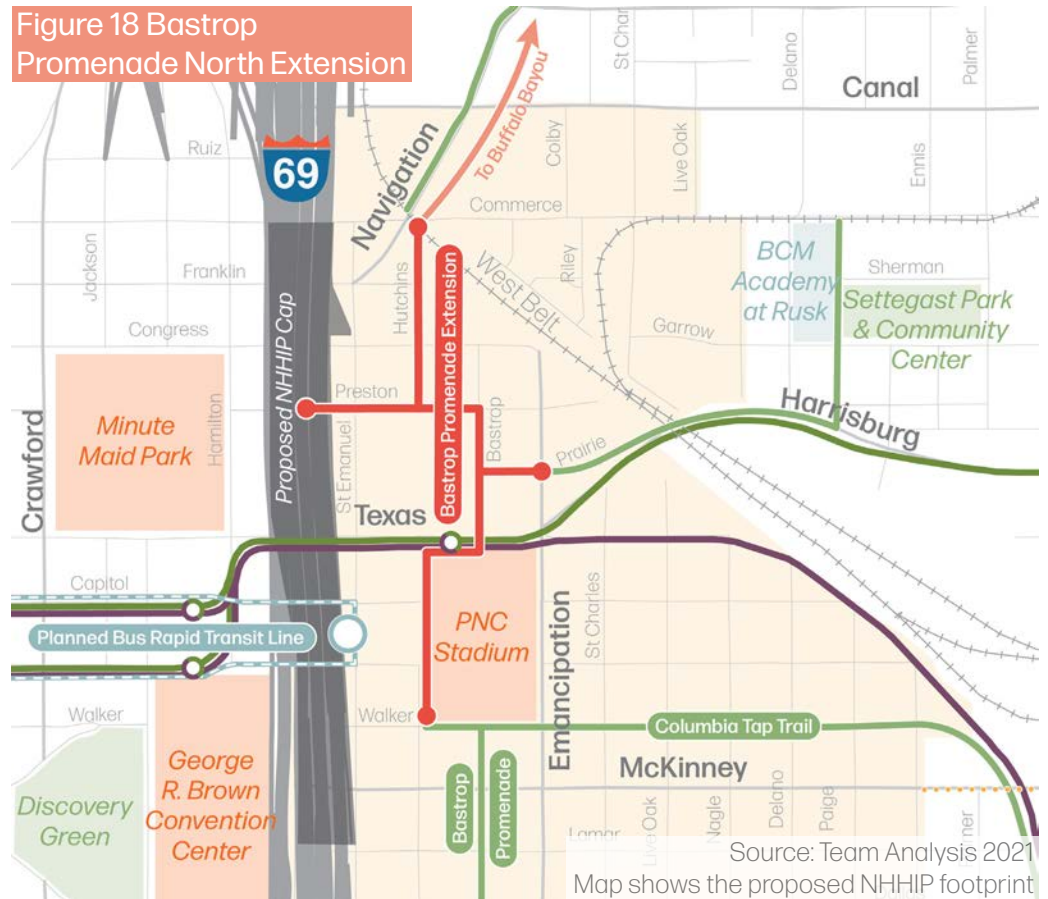 Figure 18 Bastrop
Promenade North Extension
St Char
Delano
Palmer
Canal
To Buffalo Bayou
Ruiz
69
Navigation
Colby
Live Oak
Ennis
Commerce
Jackson
Franklin
Proposed NHHIP Cap
Hutchins
Bastrop Promenade Extension
West Belt
Riley
BCM
Academy
at Rusk
Sherman
Settegast Park
& Community
Center
Congress
Garrow
Preston
Harrisburg
Crawford
Minute
Maid Park
Hamilton
St Emanuel
Bastrop
Prairie
Texas
Capitol
Planned Bus Rapid Transit Line
PNC
Stadium
Emancipation
St Charles
Walker
Walker
Columbia Tap Trail
McKinney
Discovery
Green
George
R. Brown
Convention
Center
Bastrop
Promenade
Lamar
Live Oak
Nagle
Delano
Paige
Source: Team Analysis 2021
Map shows the proposed NHHIP footprint